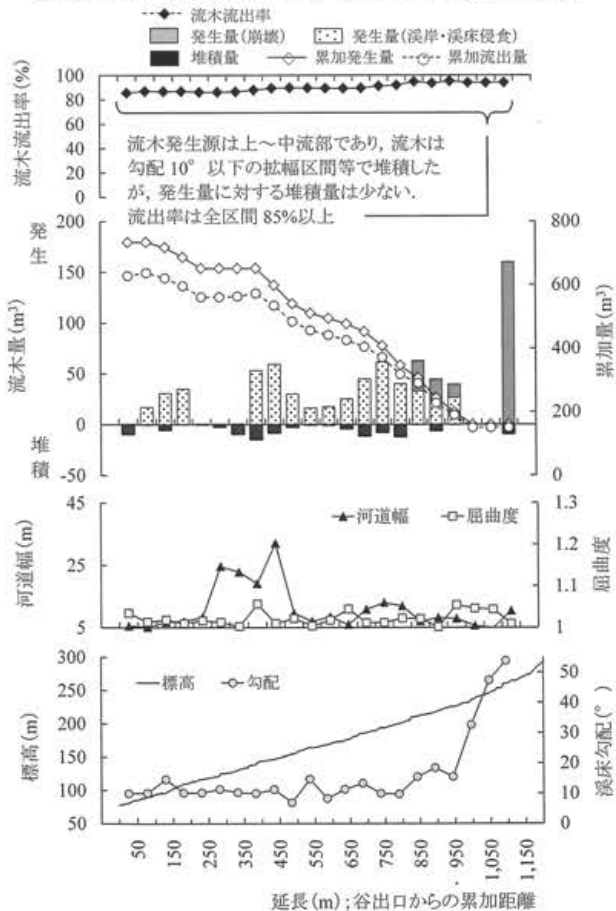 流木流出率
発生量(崩壊) 発生量(渓岸・渓床侵食)
堆積量 累加発生量 累加流出量
流木流出率(%)
100
80
60
40
20
0
流木発生源は上～中流部であり, 流木は
勾配 10° 以下の拡幅区間等で堆積した
が, 発生量に対する堆積量は少ない.
流出率は全区間 85%以上
発生
流木量(m³)
堆積
200
150
100
50
0
-50
800
600
400
200
0
累加量(m³)
河道幅 屈曲度
河道幅(m)
45
25
5
1.3
1.2
1.1
1
屈曲度
標高 勾配
標高(m)
300
250
200
150
100
50
50
40
30
20
10
0
渓床勾配(°)
50 150 250 350 450 550 650 750 850 950 1,050 1,150
延長(m);谷出口からの累加距離